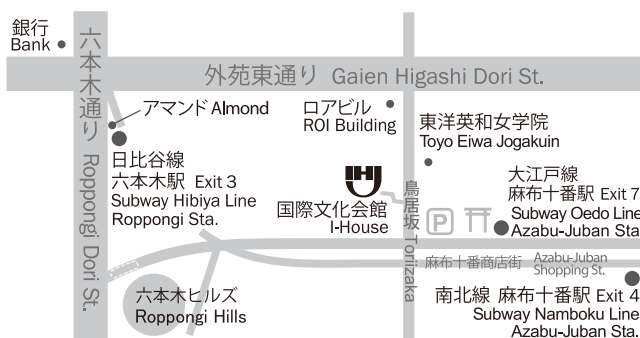 銀行
Bank
六本木通り Roppongi Dori St.
外苑東通り Gaien Higashi Dori St.
アマンド Almond
ロアビル
ROI Building
東洋英和女学院
Toyo Eiwa Jogakuin
日比谷線
六本木駅 Exit 3
Subway Hibiya Line
Roppongi Sta.
IHJ
国際文化会館
I-House
鳥居坂 Toriizaka
P
大江戸線
麻布十番駅 Exit 7
Subway Oedo Line
Azabu-Juban Sta
麻布十番商店街 Azabu-Juban
Shopping St.
六本木ヒルズ
Roppongi Hills
南北線 麻布十番駅 Exit 4
Subway Namboku Line
Azabu-Juban Sta.